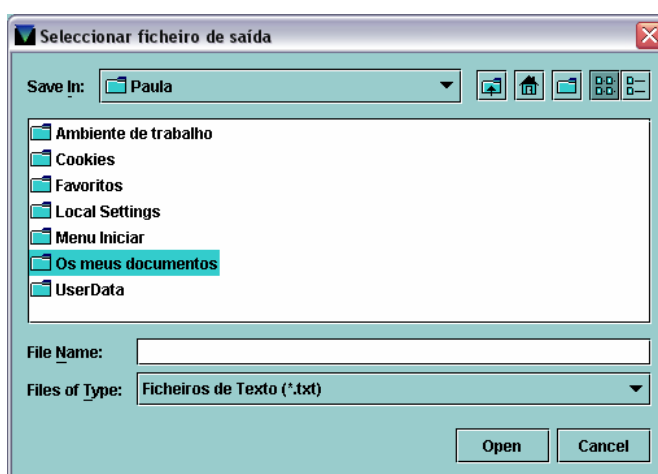 Seleccionar ficheiro de saída
Save In: Paula
Ambiente de trabalho
Cookies
Favoritos
Local Settings
Menu Iniciar
Os meus documentos
UserData
File Name:
Files of Type: Ficheiros de Texto (*.txt)
Open Cancel